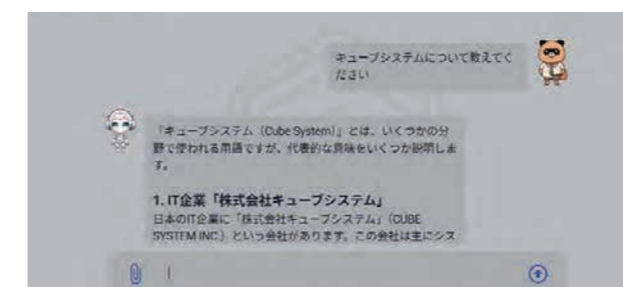 キューブシステムについて教えてく
ださい
「キューブシステム（Cube System）」とは、いくつかの分
野で使われる用語ですが、代表的な意味をいくつか説明しま
す。
1. IT企業「株式会社キューブシステム」
日本のIT企業に「株式会社キューブシステム」（CUBE
SYSTEM INC.）という会社があります。この会社は主にシス